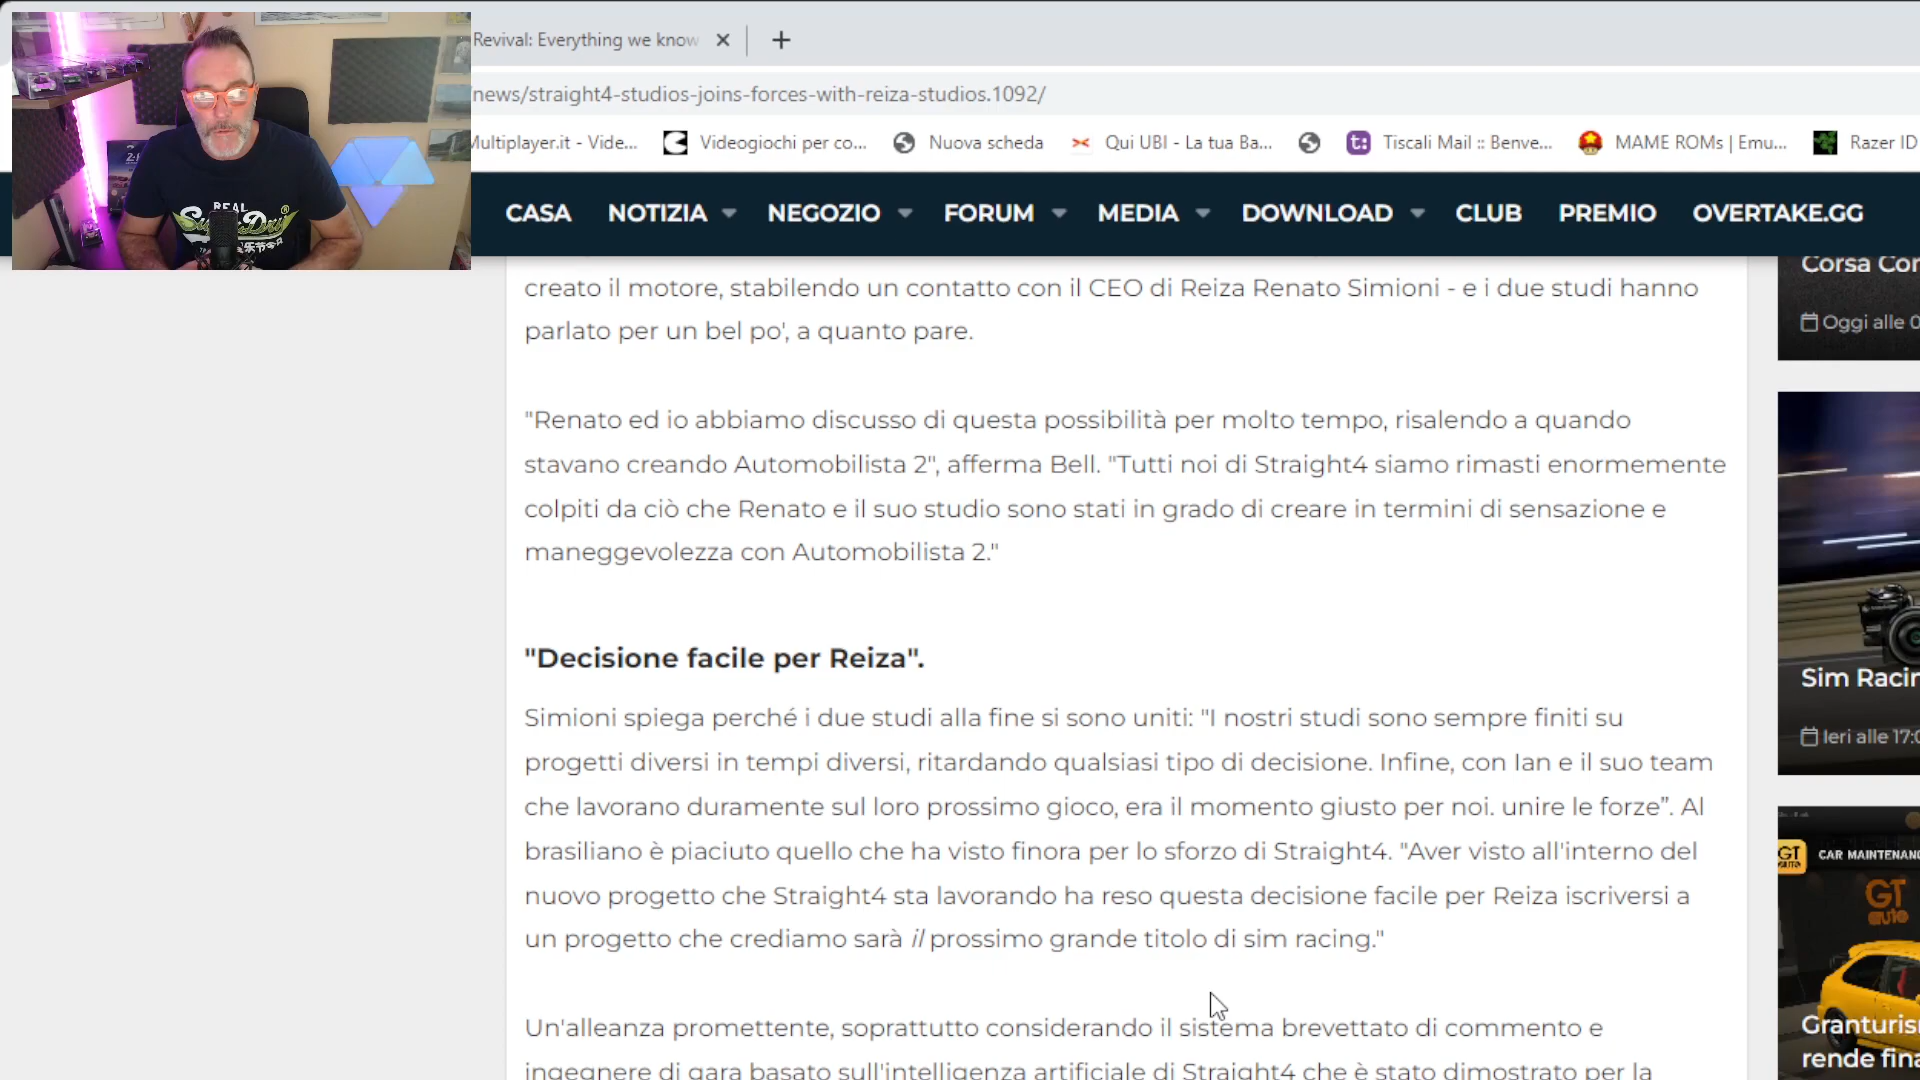 Revival: Everything we know
news/straight4-studios-joins-forces-with-reiza-studios.1092/
Multiplayer.it - Vide...
Videogiochi per co...
Nuova scheda
Qui UBI - La tua Ba...
t:
Tiscali Mail :: Benve...
MAME ROMs | Emu...
Razer ID
CASA
NOTIZIA
NEGOZIO
FORUM
MEDIA
DOWNLOAD
CLUB
PREMIO
OVERTAKE.GG
REAL
creato il motore, stabilendo un contatto con il CEO di Reiza Renato Simioni - e i due studi hanno
parlato per un bel po', a quanto pare.
"Renato ed io abbiamo discusso di questa possibilità per molto tempo, risalendo a quando
stavano creando Automobilista 2", afferma Bell. "Tutti noi di Straight4 siamo rimasti enormemente
colpiti da ciò che Renato e il suo studio sono stati in grado di creare in termini di sensazione e
maneggevolezza con Automobilista 2."
"Decisione facile per Reiza".
Simioni spiega perché i due studi alla fine si sono uniti: "I nostri studi sono sempre finiti su
progetti diversi in tempi diversi, ritardando qualsiasi tipo di decisione. Infine, con Ian e il suo team
che lavorano duramente sul loro prossimo gioco, era il momento giusto per noi. unire le forze”. Al
brasiliano è piaciuto quello che ha visto finora per lo sforzo di Straight4. "Aver visto all'interno del
nuovo progetto che Straight4 sta lavorando ha reso questa decisione facile per Reiza iscriversi a
un progetto che crediamo sarà il prossimo grande titolo di sim racing."
Un'alleanza promettente, soprattutto considerando il sistema brevettato di commento e
ingegnere di gara basato sull'intelligenza artificiale di Straight4 che è stato dimostrato per la
Corsa Cor
Oggi alle 0
Sim Racin
Ieri alle 17:0
GT
AUTO
CAR MAINTENANC
GT
auto
Granturis
rende fina